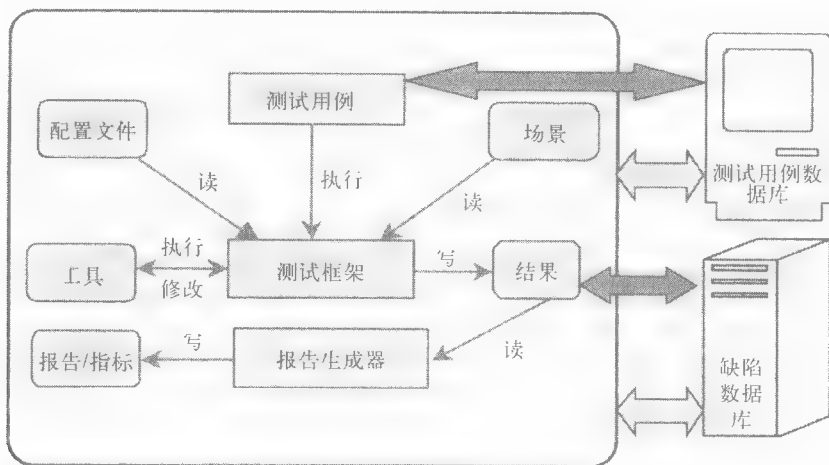 测试用例
配置文件
场景
执行
读
读
测试用例数
据库
执行
修改
工具
测试框架
写
结果
报告/指标
写
报告生成器
读
缺陷
数据
库